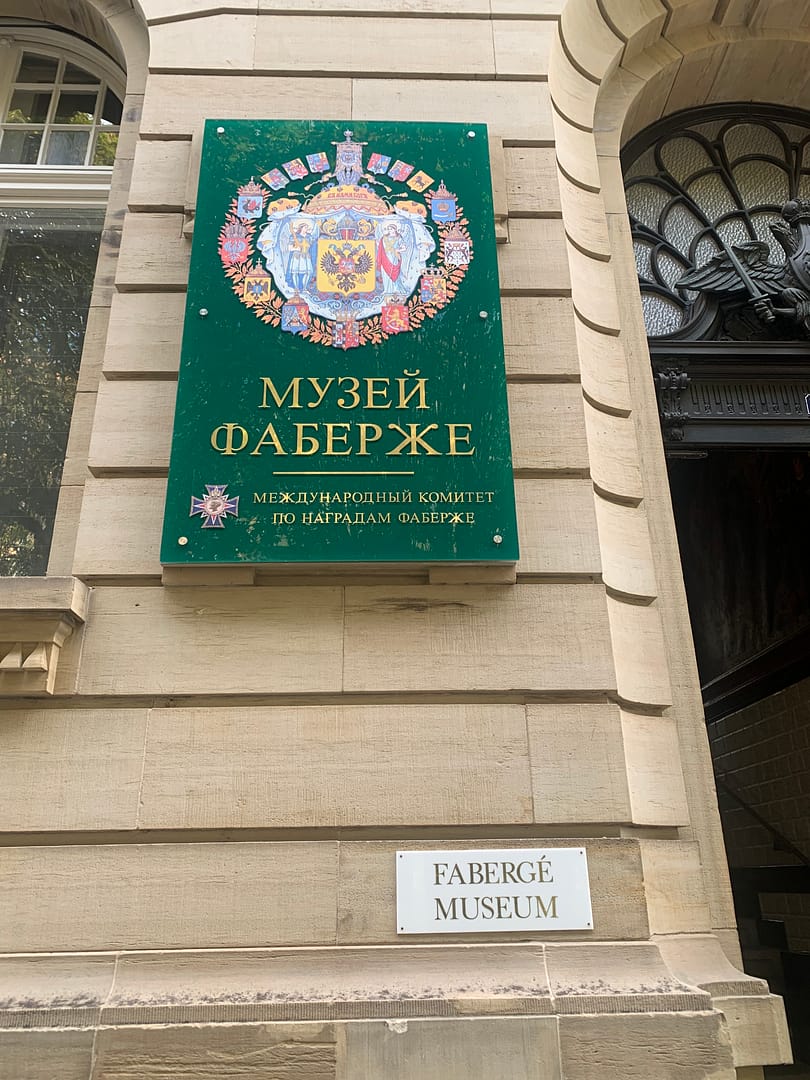 МУЗЕЙ
ФАБЕРЖЕ
МЕЖДУНАРОДНЫЙ КОМИТЕТ
ПО НАГРАДАМ ФАБЕРЖЕ
FABERGÉ
MUSEUM